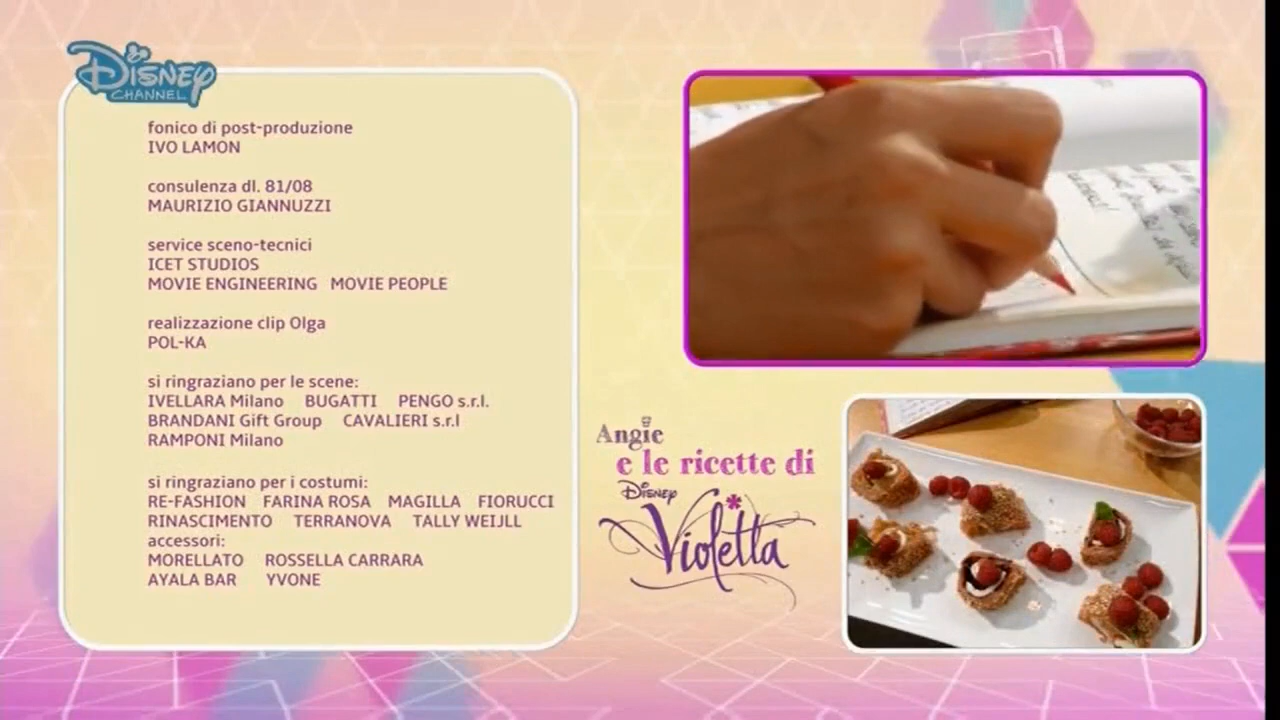 DISNEY
CHANNEL
fonico di post-produzione
IVO LAMON
consulenza dl. 81/08
MAURIZIO GIANNUZZI
service sceno-tecnici
ICET STUDIOS
MOVIE ENGINEERING MOVIE PEOPLE
realizzazione clip Olga
POL-KA
si ringraziano per le scene:
IVELLARA Milano BUGATTI PENGO s.r.l.
BRANDANI Gift Group CAVALIERI s.r.l
RAMPONI Milano
si ringraziano per i costumi:
RE-FASHION FARINA ROSA MAGILLA FIORUCCI
RINASCIMENTO TERRANOVA TALLY WEIJLL
accessori:
MORELLATO ROSSELLA CARRARA
AYALA BAR YVONE
Angie
e le ricette di
DISNEY
Violetta